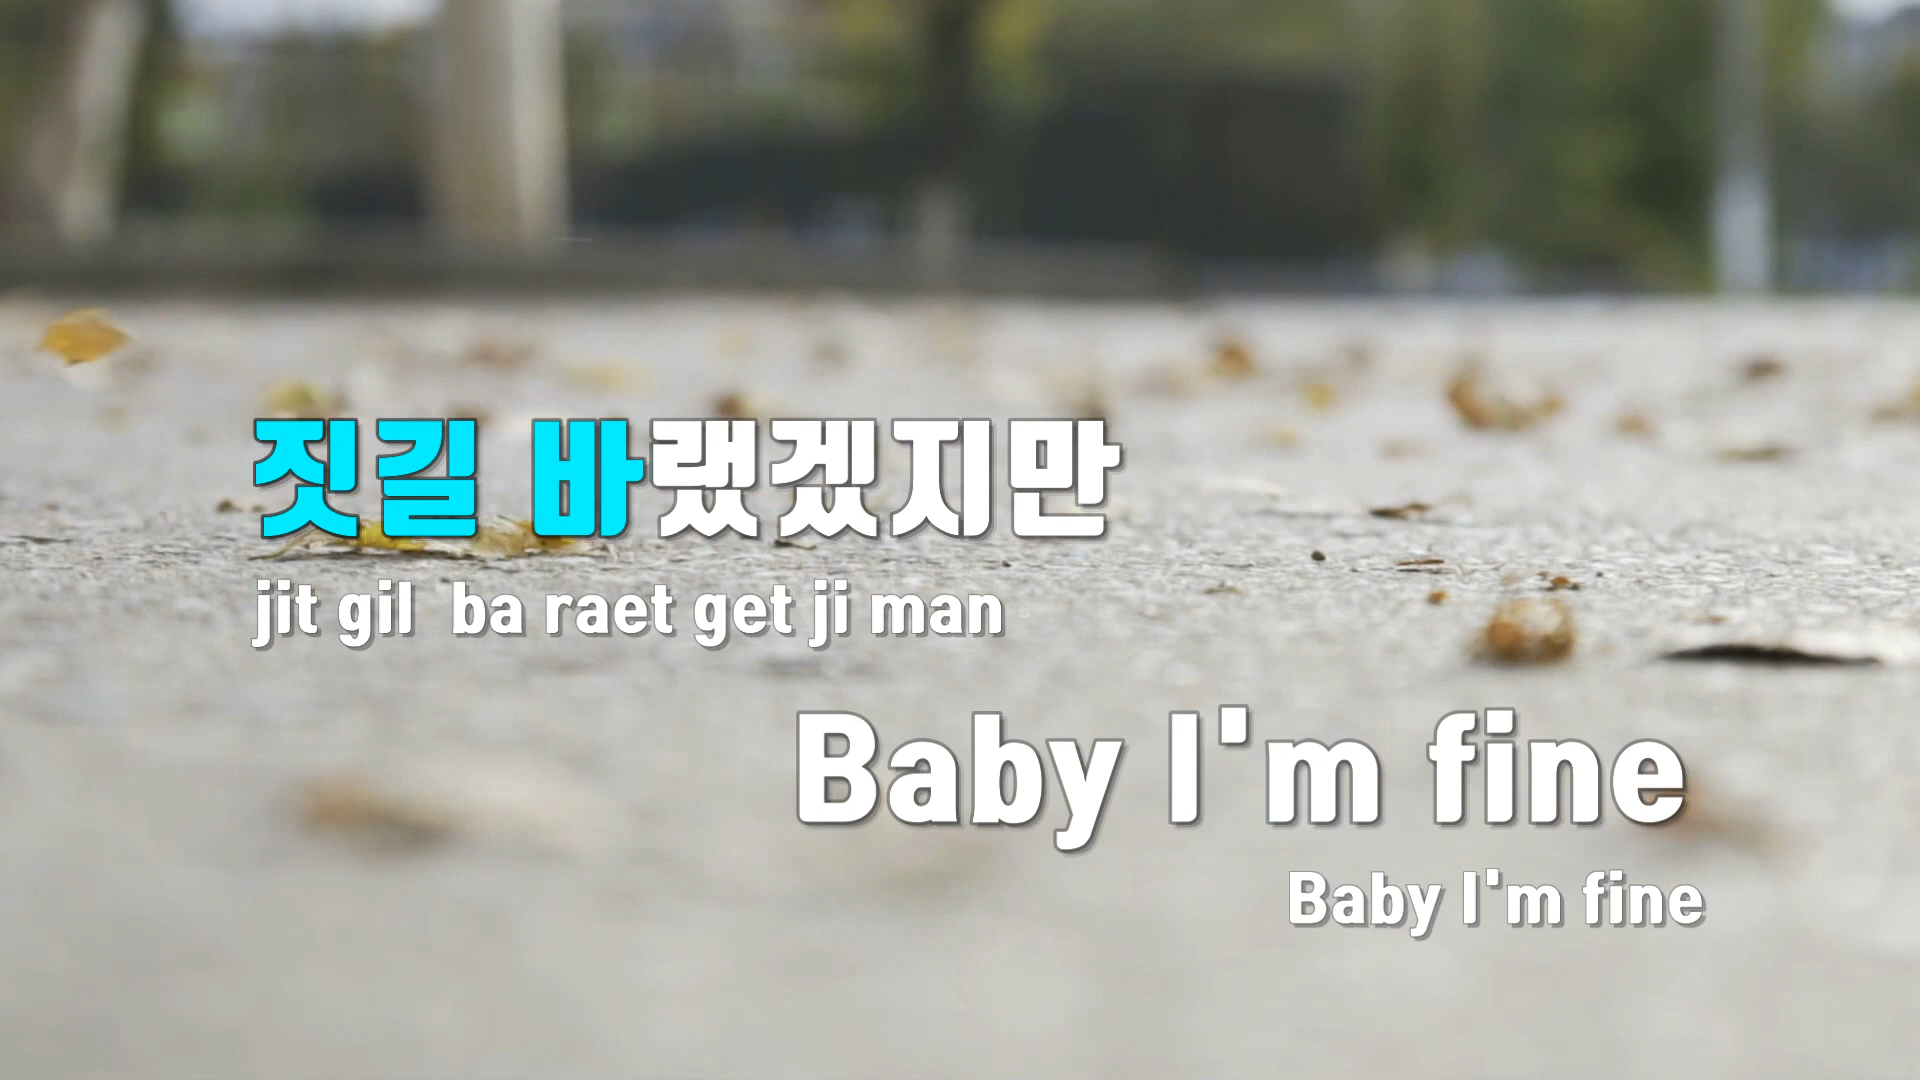 짓길 바랬겠지만
jit gil  ba raet get ji man
Baby I'm fine
Baby I'm fine